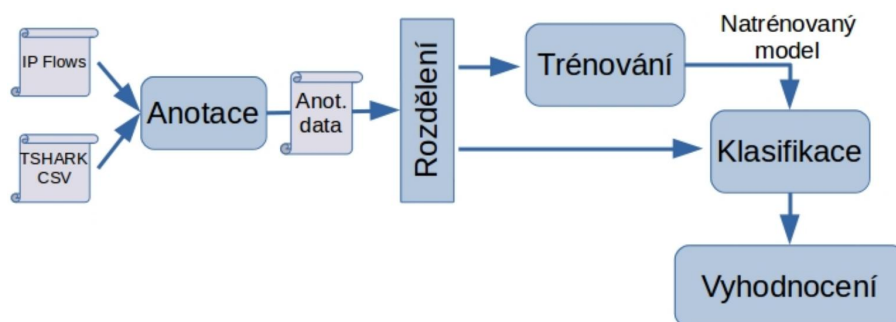 IP Flows
TSHARK
CSV
Anotace
Anot.
data
Rozdělení
Trénování
Natrénovaný
model
Klasifikace
Vyhodnocení